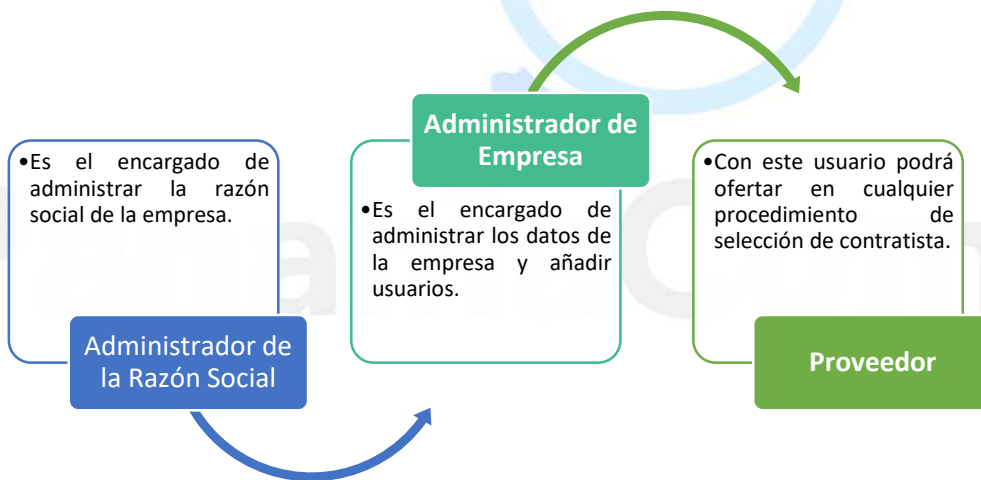 •Es el encargado de
administrar la razón
social de la empresa.
Administrador de
la Razón Social
Administrador de
Empresa
•Es el encargado de
administrar los datos de
la empresa y añadir
usuarios.
•Con este usuario podrá
ofertar en cualquier
procedimiento de
selección de contratista.
Proveedor